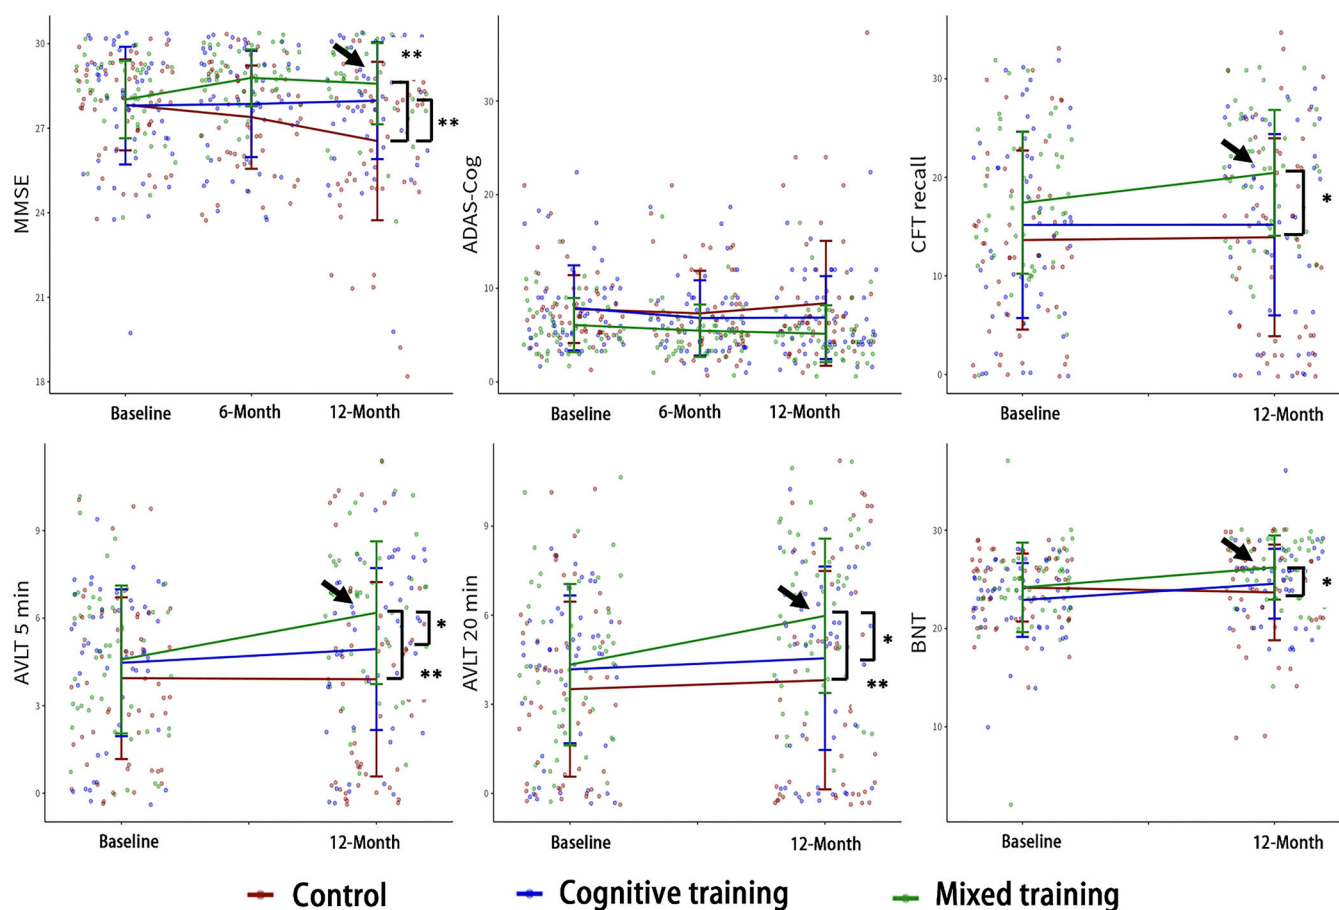 MMSE
30
27
24
21
18
**
**
Baseline
6-Month
12-Month
ADAS-Cog
30
20
10
0
Baseline
6-Month
12-Month
CFT recall
30
20
10
0
*
Baseline
12-Month
AVLT 5 min
9
6
3
0
*
**
Baseline
12-Month
AVLT 20 min
9
6
3
0
*
**
Baseline
12-Month
BNT
30
20
10
*
Baseline
12-Month
Control
Cognitive training
Mixed training